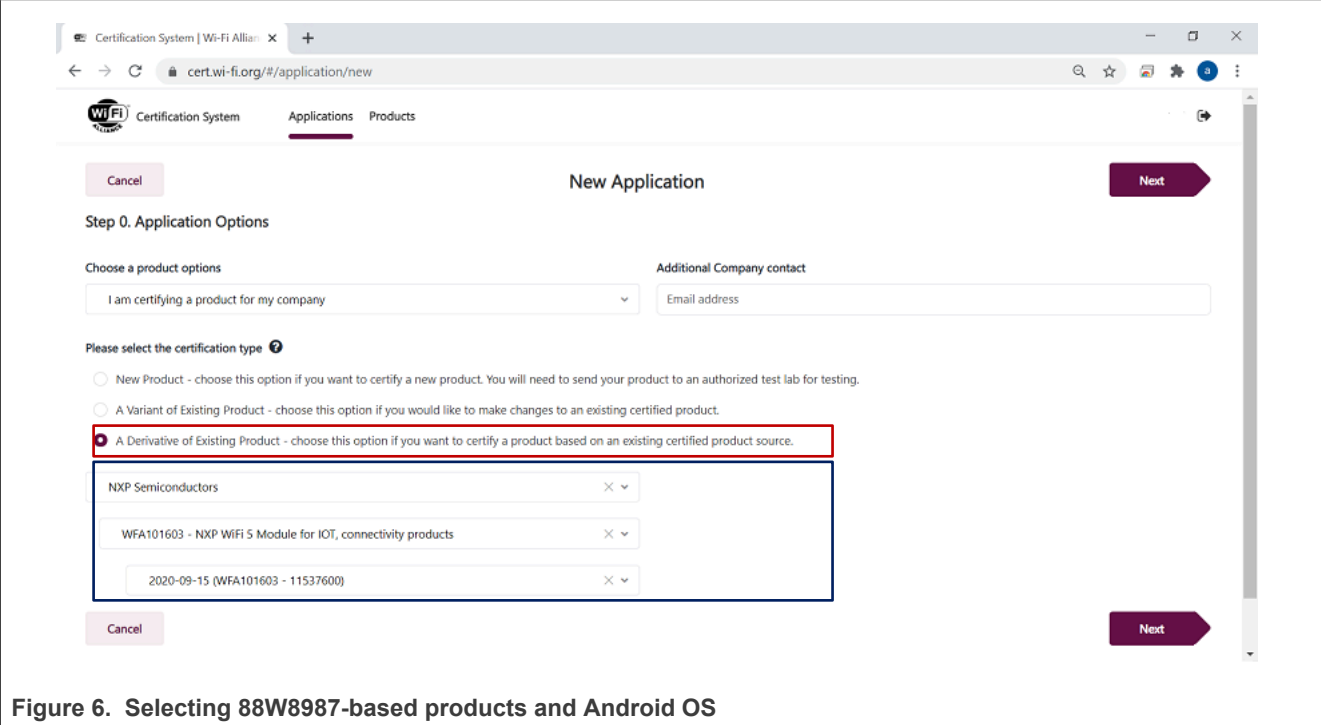 Certification System | Wi-Fi Allian
cert.wi-fi.org/#/application/new
a
Wi Fi
ALLIANCE
Certification System
Applications
Products
Cancel
New Application
Next
Step 0. Application Options
Choose a product options
Additional Company contact
I am certifying a product for my company
Email address
Please select the certification type ?
New Product - choose this option if you want to certify a new product. You will need to send your product to an authorized test lab for testing.
A Variant of Existing Product - choose this option if you would like to make changes to an existing certified product.
A Derivative of Existing Product - choose this option if you want to certify a product based on an existing certified product source.
NXP Semiconductors
WFA101603 - NXP WiFi 5 Module for IOT, connectivity products
2020-09-15 (WFA101603 - 11537600)
Cancel
Next
Figure 6. Selecting 88W8987-based products and Android OS